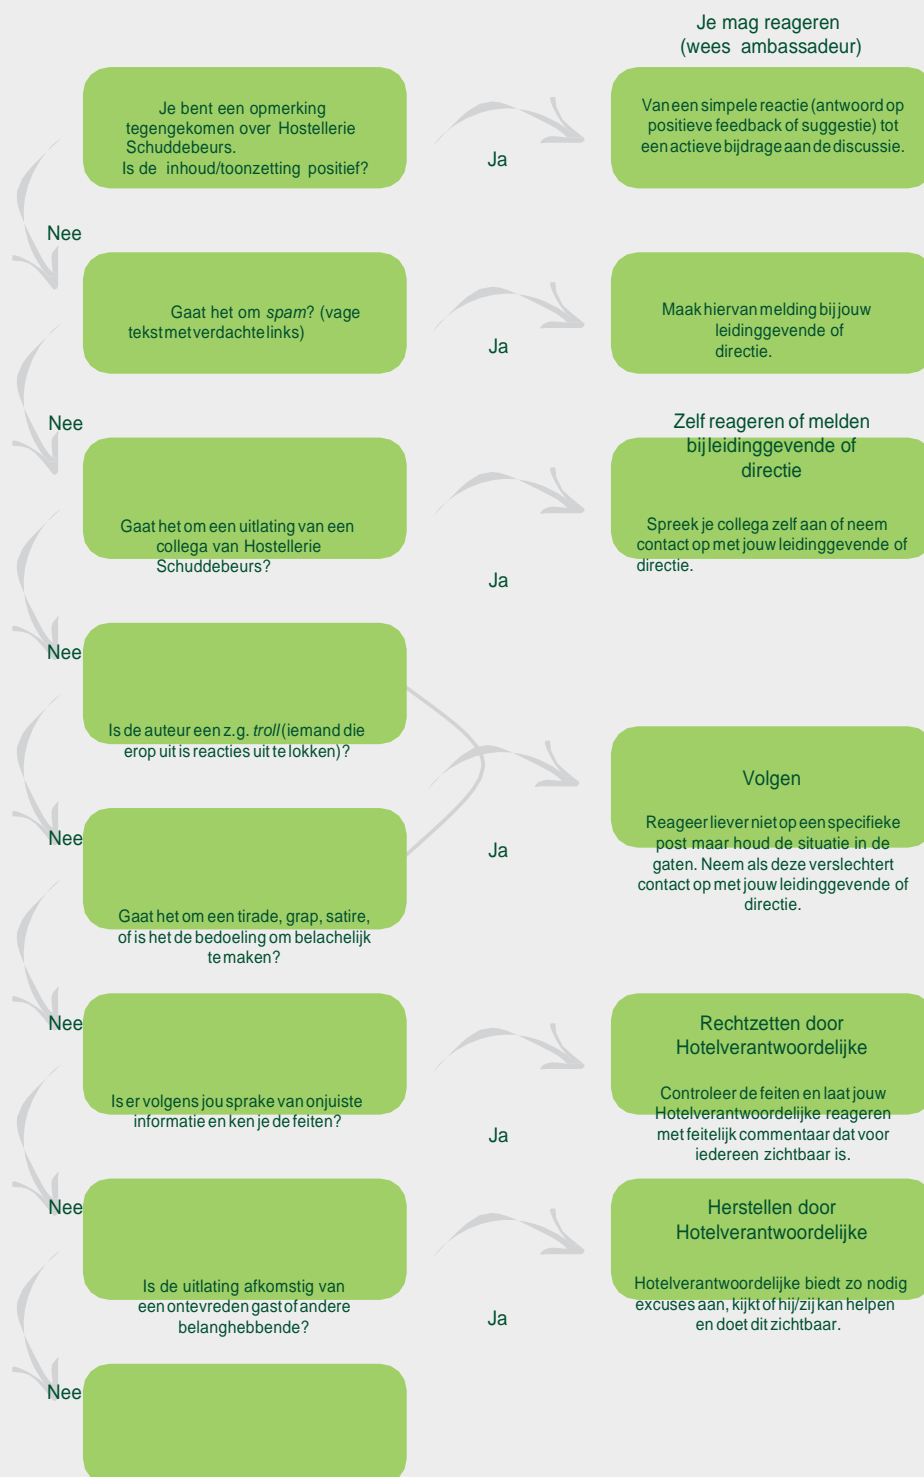 Je mag reageren
(wees ambassadeur)
Je bent een opmerking
tegengekomen over Hostellerie
Schuddebeurs.
Is de inhoud/toonzetting positief?
Ja
Van een simpele reactie (antwoord op
positieve feedback of suggestie) tot
een actieve bijdrage aan de discussie.
Nee
Gaat het om spam? (vage
tekst met verdachte links)
Ja
Maak hiervan melding bij jouw
leidinggevende of
directie.
Nee
Zelf reageren of melden
bij leidinggevende of
directie
Gaat het om een uitlating van een
collega van Hostellerie
Schuddebeurs?
Ja
Spreek je collega zelf aan of neem
contact op met jouw leidinggevende of
directie.
Nee
Is de auteur een z.g. troll (iemand die
erop uit is reacties uit te lokken)?
Volgen
Nee
Ja
Reageer liever niet op een specifieke
post maar houd de situatie in de
gaten. Neem als deze verslechtert
contact op met jouw leidinggevende of
directie.
Gaat het om een tirade, grap, satire,
of is het de bedoeling om belachelijk
te maken?
Nee
Rechtzetten door
Hotelverantwoordelijke
Is er volgens jou sprake van onjuiste
informatie en ken je de feiten?
Ja
Controleer de feiten en laat jouw
Hotelverantwoordelijke reageren
met feitelijk commentaar dat voor
iedereen zichtbaar is.
Nee
Herstellen door
Hotelverantwoordelijke
Is de uitlating afkomstig van
een ontevreden gast of andere
belanghebbende?
Ja
Hotelverantwoordelijke biedt zo nodig
excuses aan, kijkt of hij/zij kan helpen
en doet dit zichtbaar.
Nee